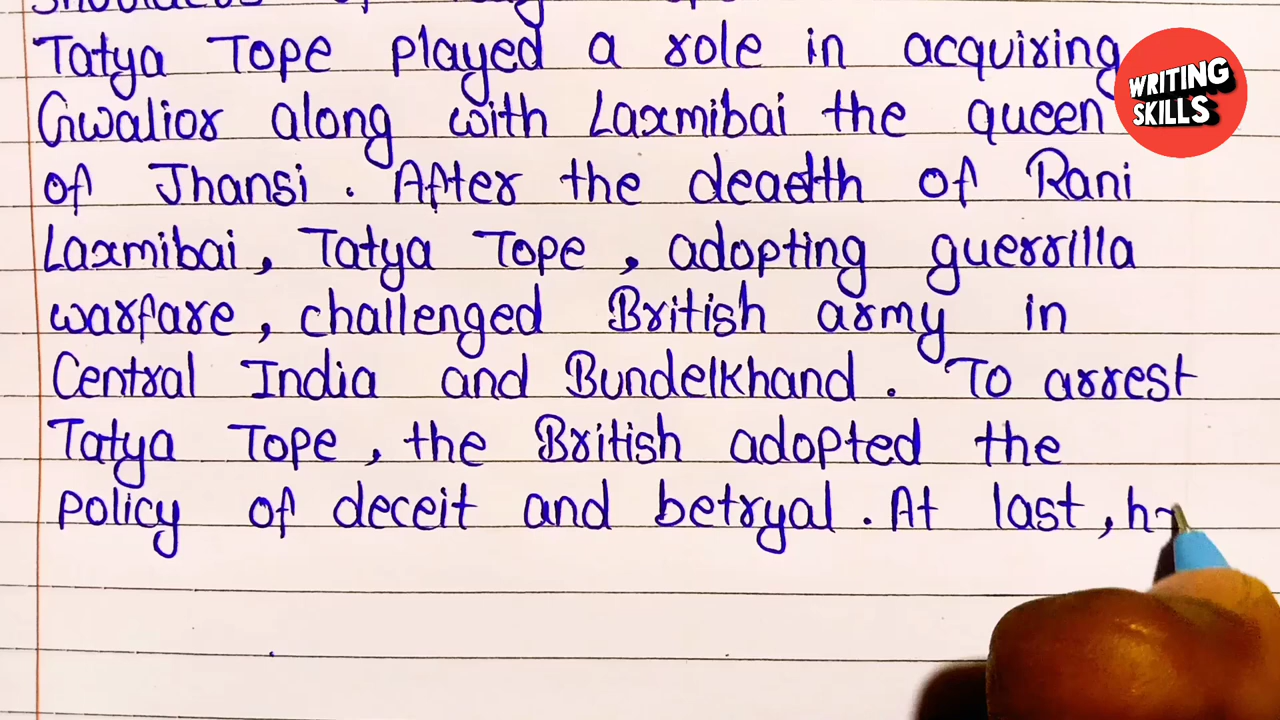 Tatya Tope played a role in acquiring
Gwalior along with Laxmibai the queen
of Jhansi. After the deadth of Rani
Laxmibai, Tatya Tope, adopting guerrilla
warfare, challenged British army in
Central India and Bundelkhand. To arrest
Tatya Tope, the British adopted the
policy of deceit and betryal. At last,
WRITING
SKILLS